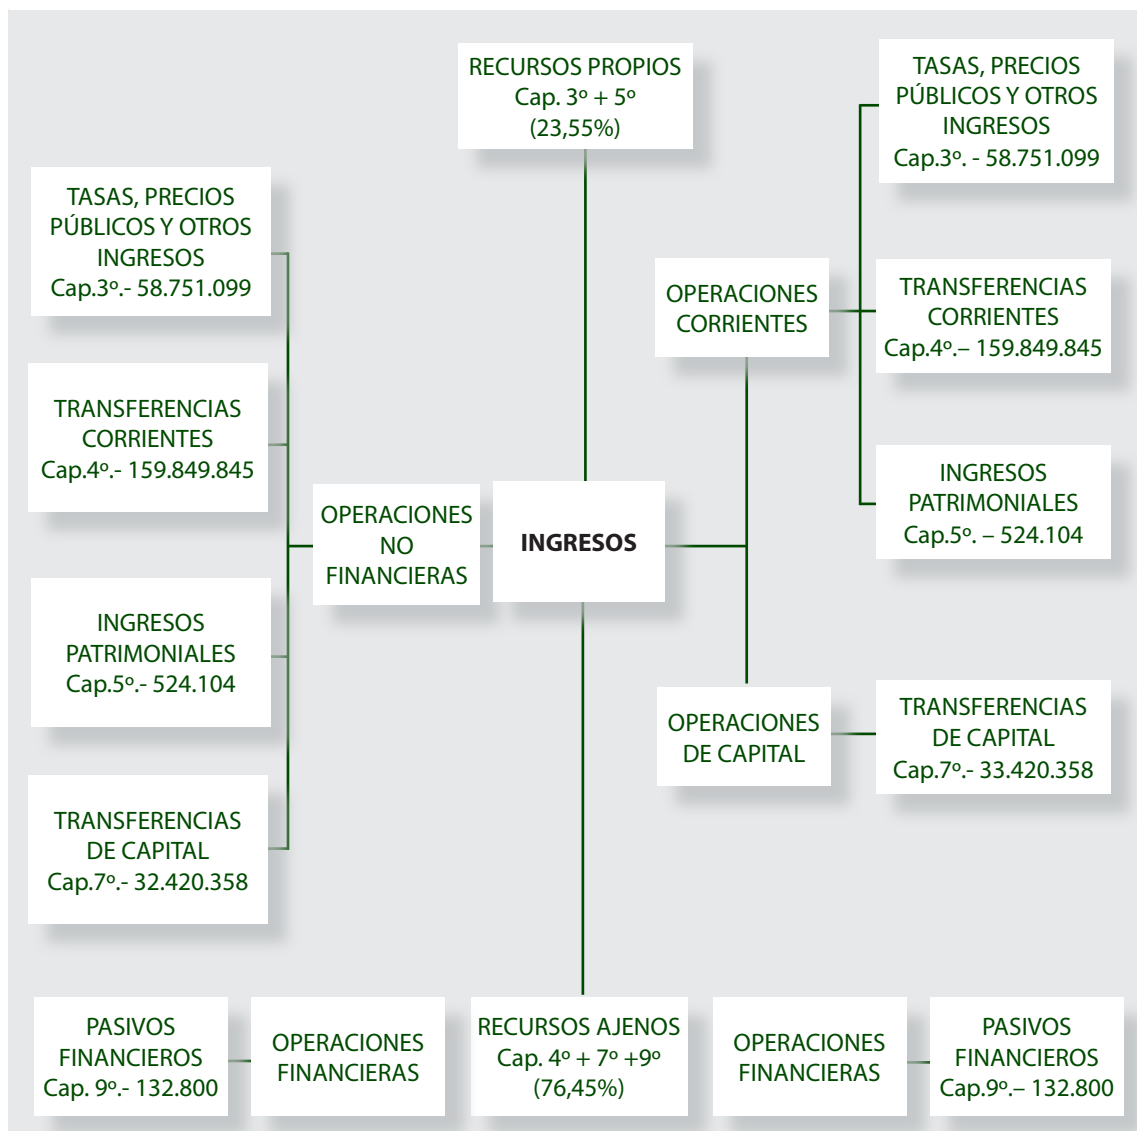 RECURSOS PROPIOS
Cap. 3º + 5º
(23,55%)
TASAS, PRECIOS
PÚBLICOS Y OTROS
INGRESOS
Cap.3º. - 58.751.099
TASAS, PRECIOS
PÚBLICOS Y OTROS
INGRESOS
Cap.3º.- 58.751.099
OPERACIONES
CORRIENTES
TRANSFERENCIAS
CORRIENTES
Cap.4º.– 159.849.845
TRANSFERENCIAS
CORRIENTES
Cap.4º.- 159.849.845
INGRESOS
PATRIMONIALES
Cap.5º. – 524.104
OPERACIONES
NO
FINANCIERAS
INGRESOS
INGRESOS
PATRIMONIALES
Cap.5º.- 524.104
OPERACIONES
DE CAPITAL
TRANSFERENCIAS
DE CAPITAL
Cap.7º.- 33.420.358
TRANSFERENCIAS
DE CAPITAL
Cap.7º.- 32.420.358
PASIVOS
FINANCIEROS
Cap. 9º.- 132.800
OPERACIONES
FINANCIERAS
RECURSOS AJENOS
Cap. 4º + 7º +9º
(76,45%)
OPERACIONES
FINANCIERAS
PASIVOS
FINANCIEROS
Cap.9º.– 132.800